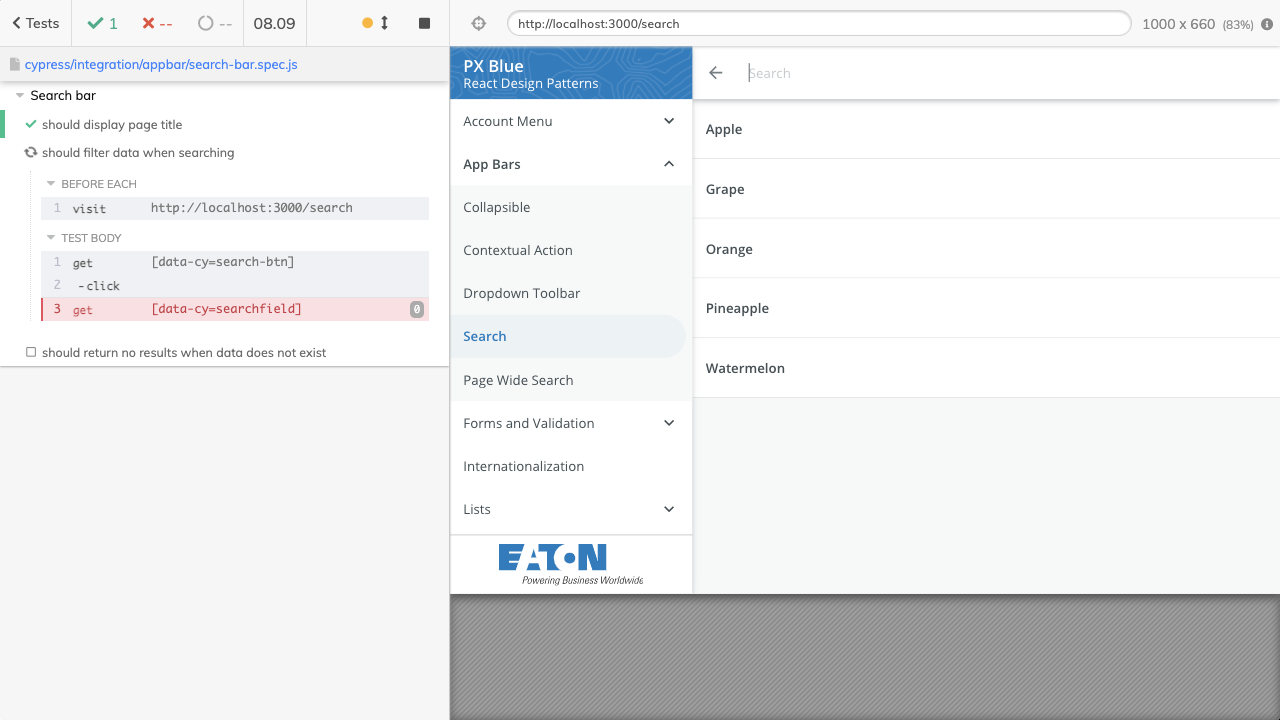 Tests
1
--
--
08.09
http://localhost:3000/search
1000 x 660 (83%)
cypress/integration/appbar/search-bar.spec.js
Search bar
should display page title
should filter data when searching
BEFORE EACH
1 visit http://localhost:3000/search
TEST BODY
1 get [data-cy=search-btn]
2 -click
3 get [data-cy=searchfield] 0
should return no results when data does not exist
PX Blue
React Design Patterns
Account Menu
App Bars
Collapsible
Contextual Action
Dropdown Toolbar
Search
Page Wide Search
Forms and Validation
Internationalization
Lists
EATON
Powering Business Worldwide
Search
Apple
Grape
Orange
Pineapple
Watermelon